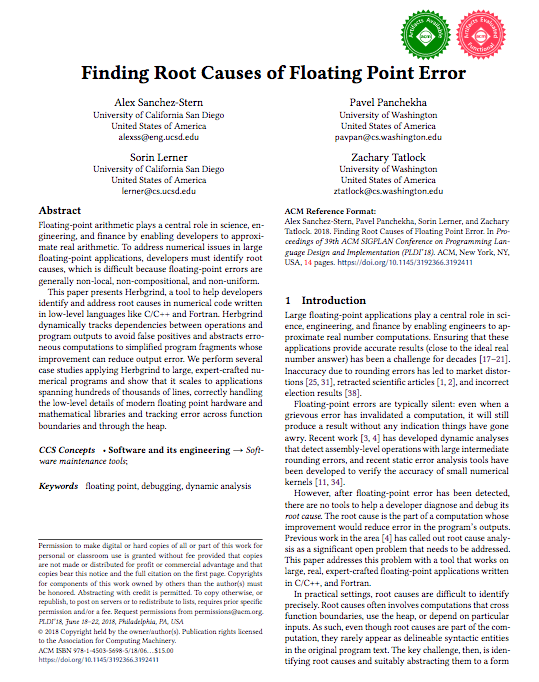 Artifacts Available
acm
Artifacts Evaluated
Functional
acm
Finding Root Causes of Floating Point Error
Alex Sanchez-Stern
University of California San Diego
United States of America
alexss@eng.ucsd.edu
Pavel Panchekha
University of Washington
United States of America
pavpan@cs.washington.edu
Sorin Lerner
University of California San Diego
United States of America
lerner@cs.ucsd.edu
Zachary Tatlock
University of Washington
United States of America
ztatlock@cs.washington.edu
Abstract
Floating-point arithmetic plays a central role in science, en-
gineering, and finance by enabling developers to approxi-
mate real arithmetic. To address numerical issues in large
floating-point applications, developers must identify root
causes, which is difficult because floating-point errors are
generally non-local, non-compositional, and non-uniform.
This paper presents Herbgrind, a tool to help developers
identify and address root causes in numerical code written
in low-level languages like C/C++ and Fortran. Herbgrind
dynamically tracks dependencies between operations and
program outputs to avoid false positives and abstracts erro-
neous computations to simplified program fragments whose
improvement can reduce output error. We perform several
case studies applying Herbgrind to large, expert-crafted nu-
merical programs and show that it scales to applications
spanning hundreds of thousands of lines, correctly handling
the low-level details of modern floating point hardware and
mathematical libraries and tracking error across function
boundaries and through the heap.
CCS Concepts • Software and its engineering → Soft-
ware maintenance tools;
Keywords floating point, debugging, dynamic analysis
Permission to make digital or hard copies of all or part of this work for
personal or classroom use is granted without fee provided that copies
are not made or distributed for profit or commercial advantage and that
copies bear this notice and the full citation on the first page. Copyrights
for components of this work owned by others than the author(s) must
be honored. Abstracting with credit is permitted. To copy otherwise, or
republish, to post on servers or to redistribute to lists, requires prior specific
permission and/or a fee. Request permissions from permissions@acm.org.
PLDI'18, June 18–22, 2018, Philadelphia, PA, USA
© 2018 Copyright held by the owner/author(s). Publication rights licensed
to the Association for Computing Machinery.
ACM ISBN 978-1-4503-5698-5/18/06...$15.00
https://doi.org/10.1145/3192366.3192411
ACM Reference Format:
Alex Sanchez-Stern, Pavel Panchekha, Sorin Lerner, and Zachary
Tatlock. 2018. Finding Root Causes of Floating Point Error. In Pro-
ceedings of 39th ACM SIGPLAN Conference on Programming Lan-
guage Design and Implementation (PLDI'18). ACM, New York, NY,
USA, 14 pages. https://doi.org/10.1145/3192366.3192411
1 Introduction
Large floating-point applications play a central role in sci-
ence, engineering, and finance by enabling engineers to ap-
proximate real number computations. Ensuring that these
applications provide accurate results (close to the ideal real
number answer) has been a challenge for decades [17–21].
Inaccuracy due to rounding errors has led to market distor-
tions [25, 31], retracted scientific articles [1, 2], and incorrect
election results [38].
Floating-point errors are typically silent: even when a
grievous error has invalidated a computation, it will still
produce a result without any indication things have gone
awry. Recent work [3, 4] has developed dynamic analyses
that detect assembly-level operations with large intermediate
rounding errors, and recent static error analysis tools have
been developed to verify the accuracy of small numerical
kernels [11, 34].
However, after floating-point error has been detected,
there are no tools to help a developer diagnose and debug its
root cause. The root cause is the part of a computation whose
improvement would reduce error in the program's outputs.
Previous work in the area [4] has called out root cause analy-
sis as a significant open problem that needs to be addressed.
This paper addresses this problem with a tool that works on
large, real, expert-crafted floating-point applications written
in C/C++, and Fortran.
In practical settings, root causes are difficult to identify
precisely. Root causes often involves computations that cross
function boundaries, use the heap, or depend on particular
inputs. As such, even though root causes are part of the com-
putation, they rarely appear as delineable syntactic entities
in the original program text. The key challenge, then, is iden-
tifying root causes and suitably abstracting them to a form